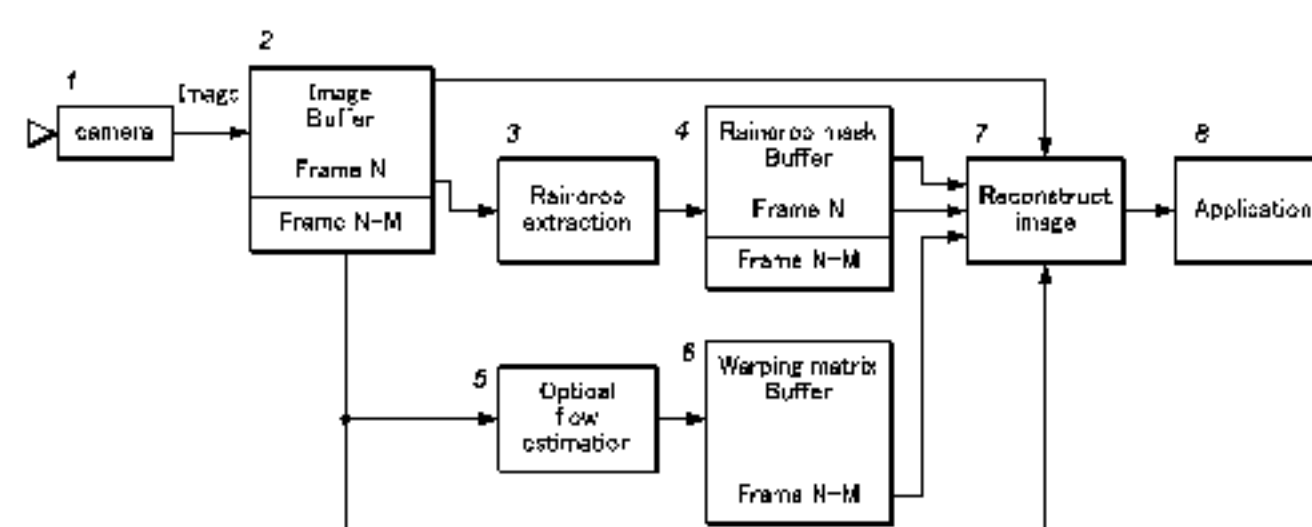 1
camera
Image
2
Image
Buffer
Frame N
Frame N-M
3
Raindrop
extraction
4
Raindrop mask
Buffer
Frame N
Frame N-M
5
Optical
flow
estimation
6
Warping matrix
Buffer
Frame N-M
7
Reconstruct
image
8
Application